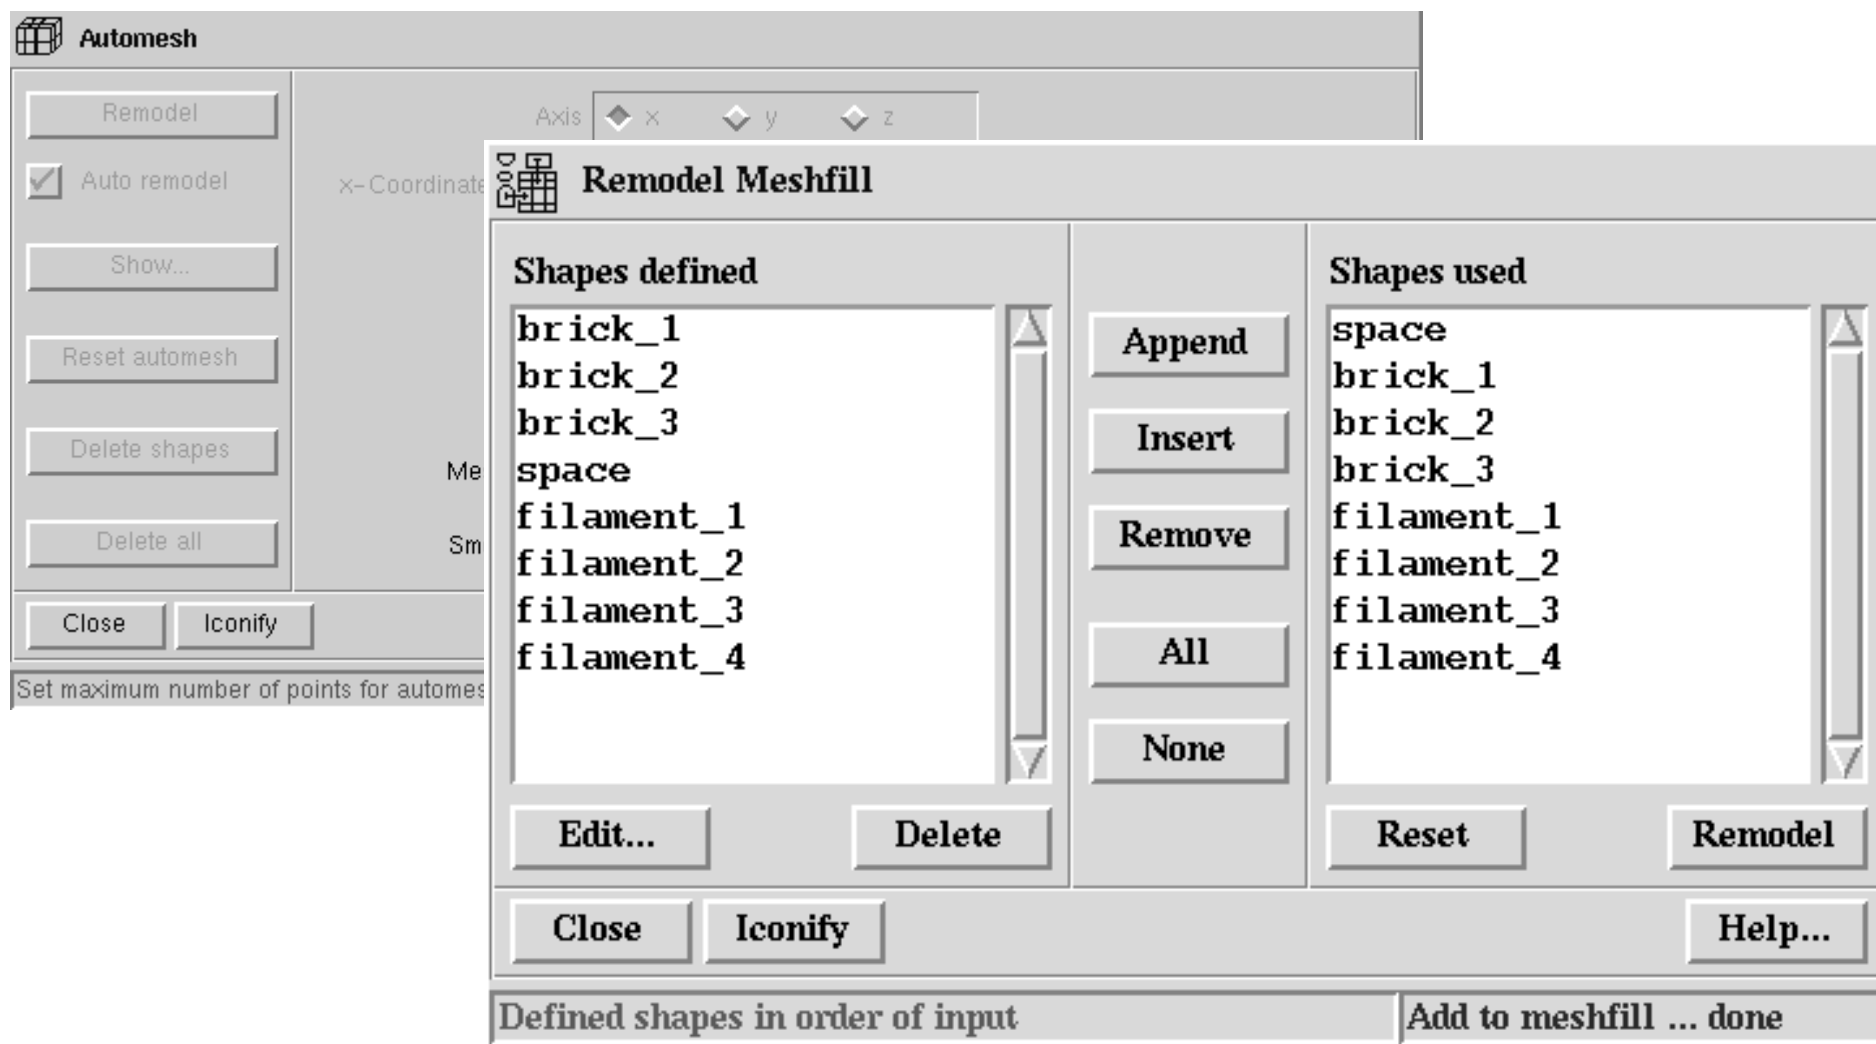 Automesh
Remodel
Auto remodel
Show...
Reset automesh
Delete shapes
Delete all
Axis x y z
x-Coordinate
Me
Sm
Close Iconify
Set maximum number of points for automes
Remodel Meshfill
Shapes defined
brick_1
brick_2
brick_3
space
filament_1
filament_2
filament_3
filament_4
Edit... Delete
Append
Insert
Remove
All
None
Shapes used
space
brick_1
brick_2
brick_3
filament_1
filament_2
filament_3
filament_4
Reset Remodel
Close Iconify Help...
Defined shapes in order of input Add to meshfill ... done